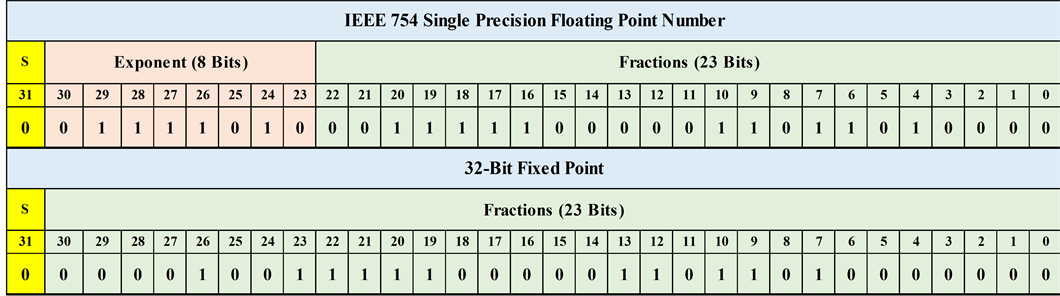 IEEE 754 Single Precision Floating Point Number
S Exponent (8 Bits) Fractions (23 Bits)
31 30 29 28 27 26 25 24 23 22 21 20 19 18 17 16 15 14 13 12 11 10 9 8 7 6 5 4 3 2 1 0
0 0 1 1 1 1 0 1 0 0 0 1 1 1 1 1 0 0 0 0 0 1 1 0 1 1 0 1 0 0 0 0
32-Bit Fixed Point
S Fractions (23 Bits)
31 30 29 28 27 26 25 24 23 22 21 20 19 18 17 16 15 14 13 12 11 10 9 8 7 6 5 4 3 2 1 0
0 0 0 0 0 1 0 0 1 1 1 1 1 0 0 0 0 0 1 1 0 1 1 0 1 0 0 0 0 0 0 0